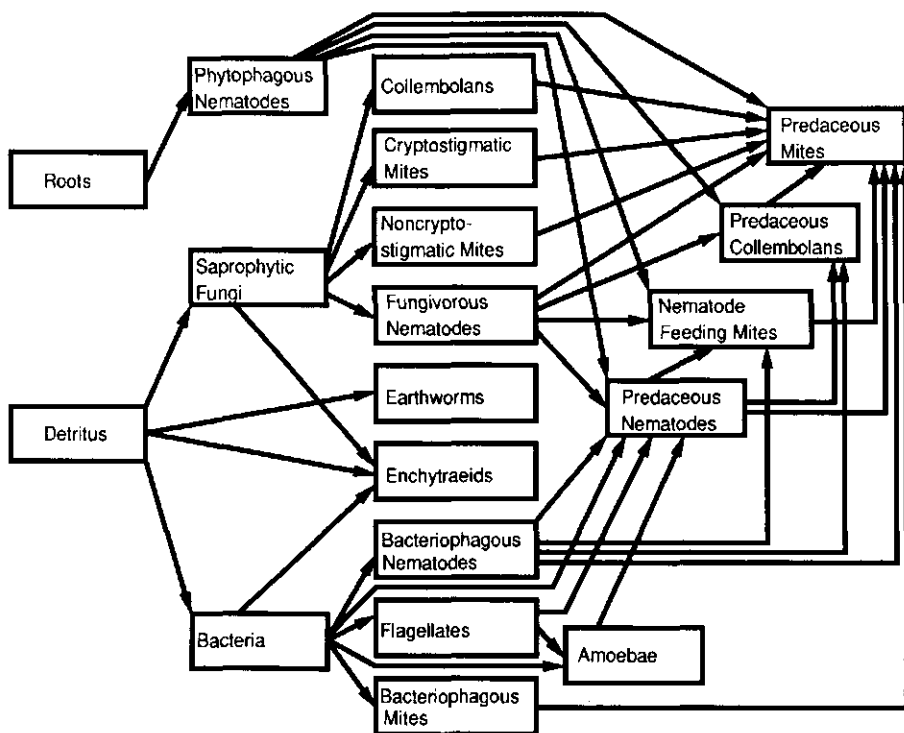 Phytophagous
Nematodes
Collembolans
Cryptostigmatic
Mites
Predaceous
Mites
Roots
Noncrypto-
stigmatic Mites
Predaceous
Collembolans
Saprophytic
Fungi
Fungivorous
Nematodes
Nematode
Feeding Mites
Earthworms
Predaceous
Nematodes
Detritus
Enchytraeids
Bacteriophagous
Nematodes
Bacteria
Flagellates
Amoebae
Bacteriophagous
Mites